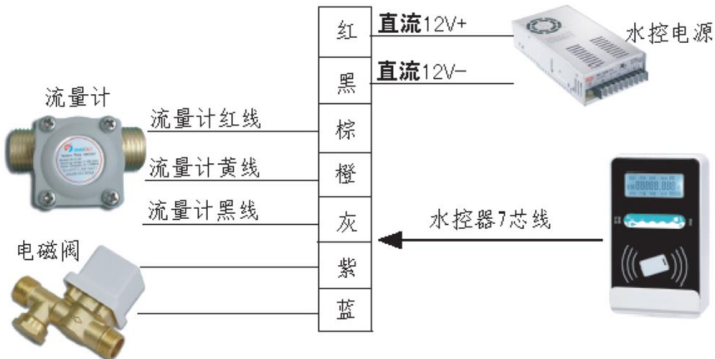 红 直流12V+ 水控电源
黑 直流12V-
流量计
流量计红线 棕
流量计黄线 橙
流量计黑线 灰
水控器7芯线
电磁阀 紫
蓝